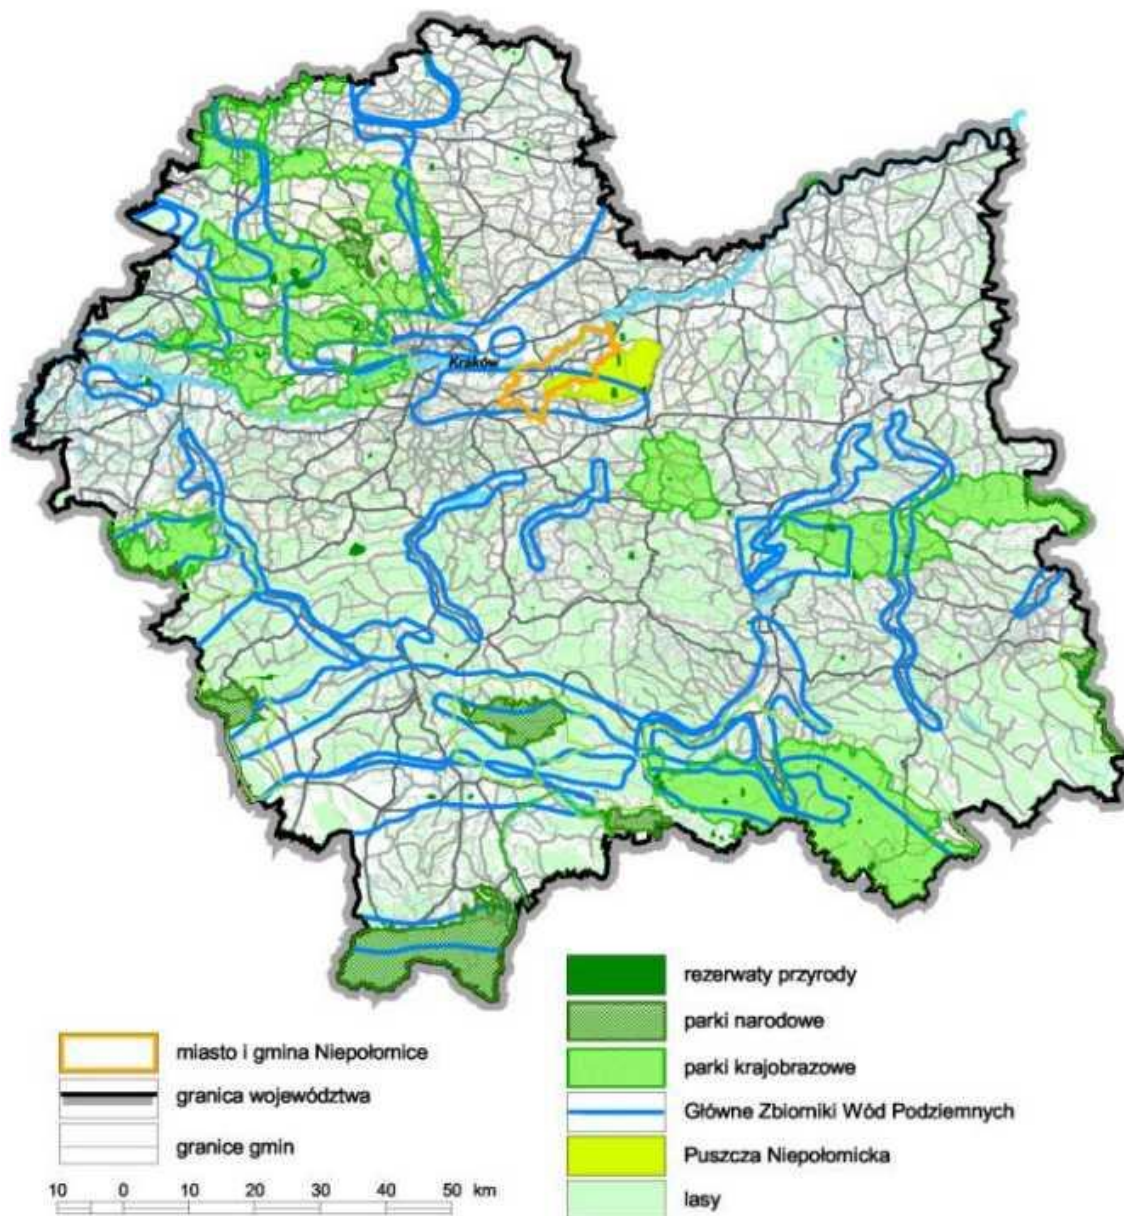 Kraków
miasto i gmina Niepołomice
granica województwa
granice gmin
10 0 10 20 30 40 50 km
rezerwaty przyrody
parki narodowe
parki krajobrazowe
Główne Zbiorniki Wód Podziemnych
Puszcza Niepołomicka
lasy